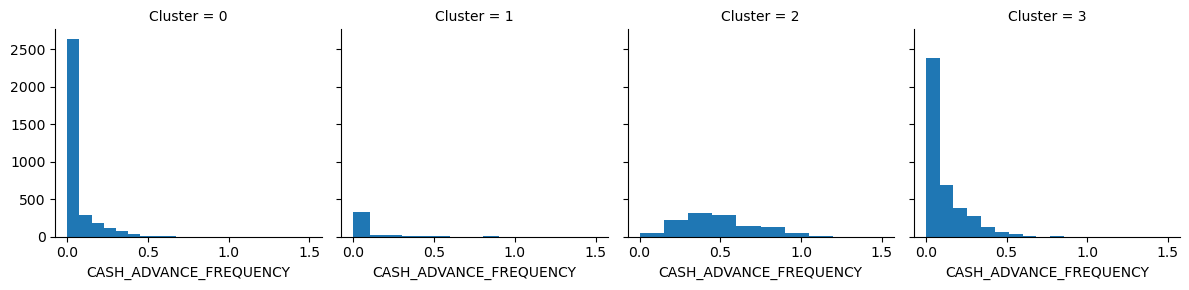 Cluster = 0 Cluster = 1 Cluster = 2 Cluster = 3
2500
2000
1500
1000
500
0
0.0 0.5 1.0 1.5 0.0 0.5 1.0 1.5 0.0 0.5 1.0 1.5 0.0 0.5 1.0 1.5
CASH_ADVANCE_FREQUENCY CASH_ADVANCE_FREQUENCY CASH_ADVANCE_FREQUENCY CASH_ADVANCE_FREQUENCY